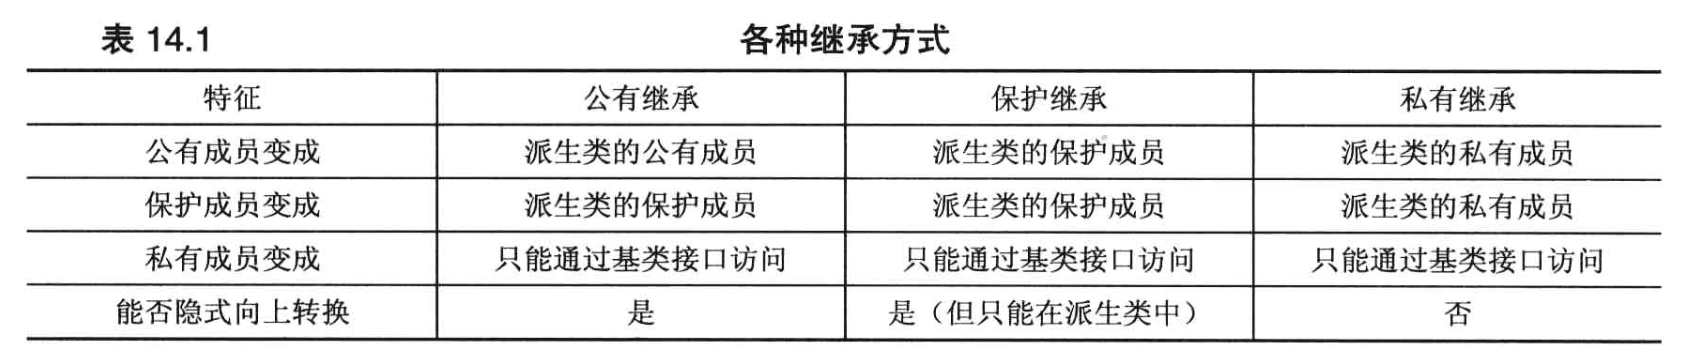 表 14.1 各种继承方式
特征 公有继承 保护继承 私有继承
公有成员变成 派生类的公有成员 派生类的保护成员 派生类的私有成员
保护成员变成 派生类的保护成员 派生类的保护成员 派生类的私有成员
私有成员变成 只能通过基类接口访问 只能通过基类接口访问 只能通过基类接口访问
能否隐式向上转换 是 是（但只能在派生类中） 否